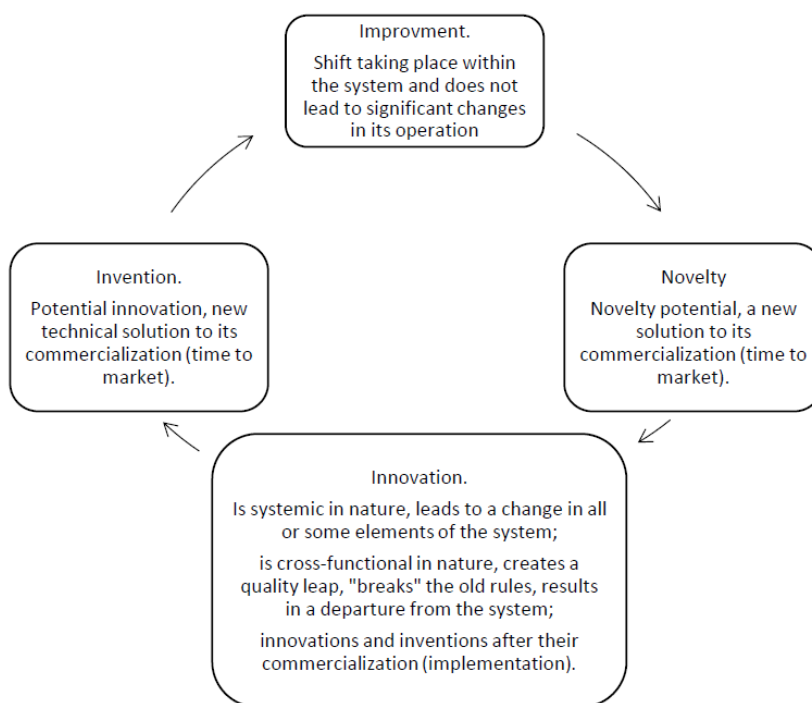 Improvment.
Shift taking place within
the system and does not
lead to significant changes
in its operation
Invention.
Potential innovation, new
technical solution to its
commercialization (time to
market).
Novelty
Novelty potential, a new
solution to its
commercialization (time to
market).
Innovation.
Is systemic in nature, leads to a change in all
or some elements of the system;
is cross-functional in nature, creates a
quality leap, "breaks" the old rules, results
in a departure from the system;
innovations and inventions after their
commercialization (implementation).